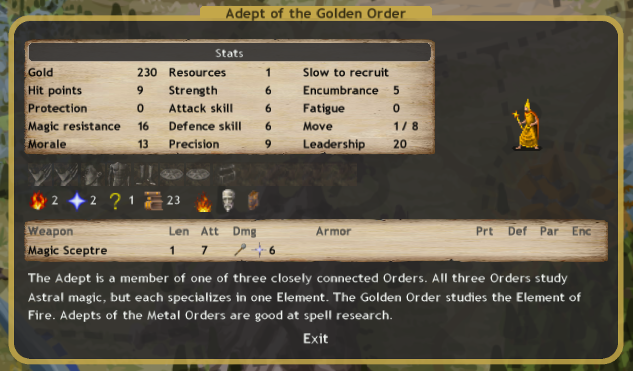 Adept of the Golden Order
Stats
Gold 230 Resources 1 Slow to recruit
Hit points 9 Strength 6 Encumbrance 5
Protection 0 Attack skill 6 Fatigue 0
Magic resistance 16 Defence skill 6 Move 1 / 8
Morale 13 Precision 9 Leadership 20
2 2 ? 1 23
Weapon Len Att Dmg Armor Prt Def Par Enc
Magic Sceptre 1 7 6
The Adept is a member of one of three closely connected Orders. All three Orders study
Astral magic, but each specializes in one Element. The Golden Order studies the Element of
Fire. Adepts of the Metal Orders are good at spell research.
Exit